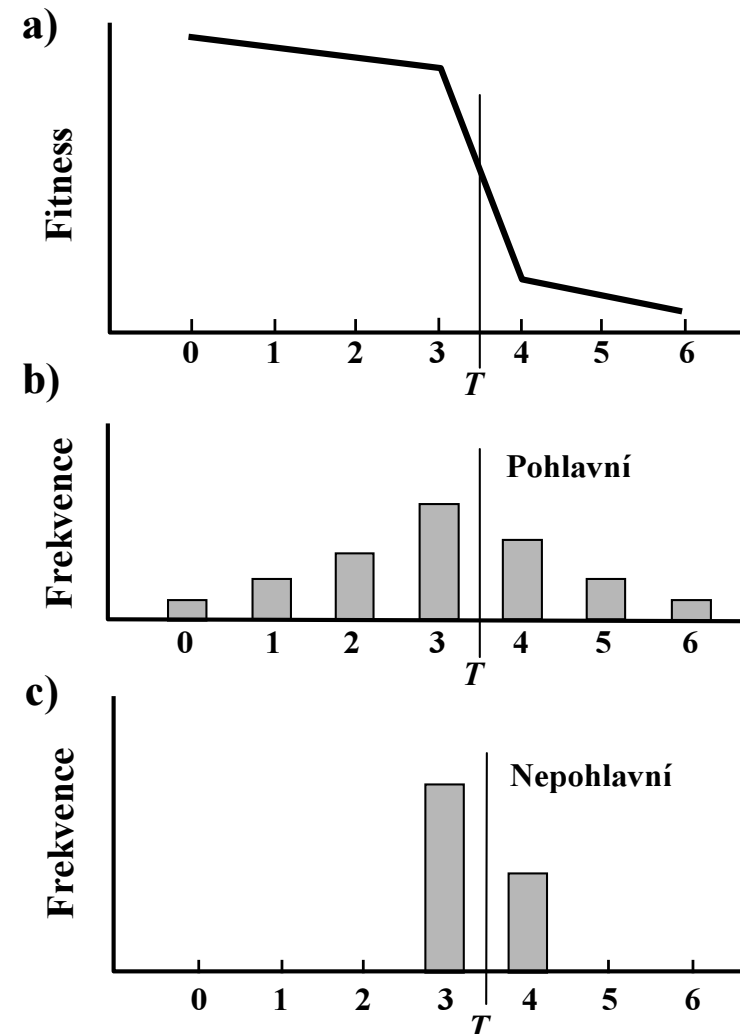 a)
Fitness
0 1 2 3 4 5 6
T
b)
Frekvence
Pohlavní
0 1 2 3 4 5 6
T
c)
Frekvence
Nepohlavní
0 1 2 3 4 5 6
T